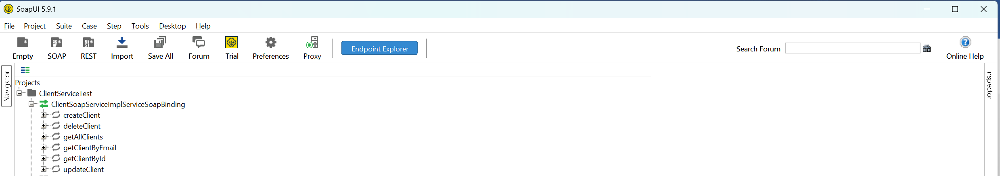 SoapUI 5.9.1
File Project Suite Case Step Tools Desktop Help
Empty SOAP REST Import Save All Forum Trial Preferences Proxy Endpoint Explorer Search Forum Online Help
Navigator
Inspector
Projects
ClientServiceTest
ClientSoapServiceImplServiceSoapBinding
createClient
deleteClient
getAllClients
getClientByEmail
getClientById
updateClient